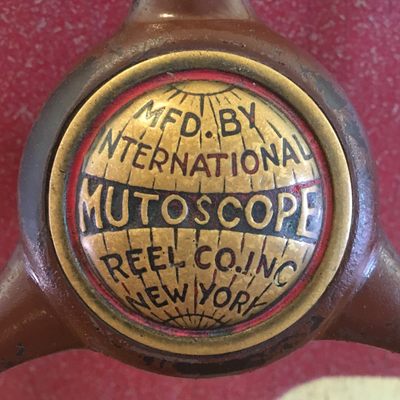 MFD. BY
INTERNATIONAL
MUTOSCOPE
REEL CO. INC
NEW YORK